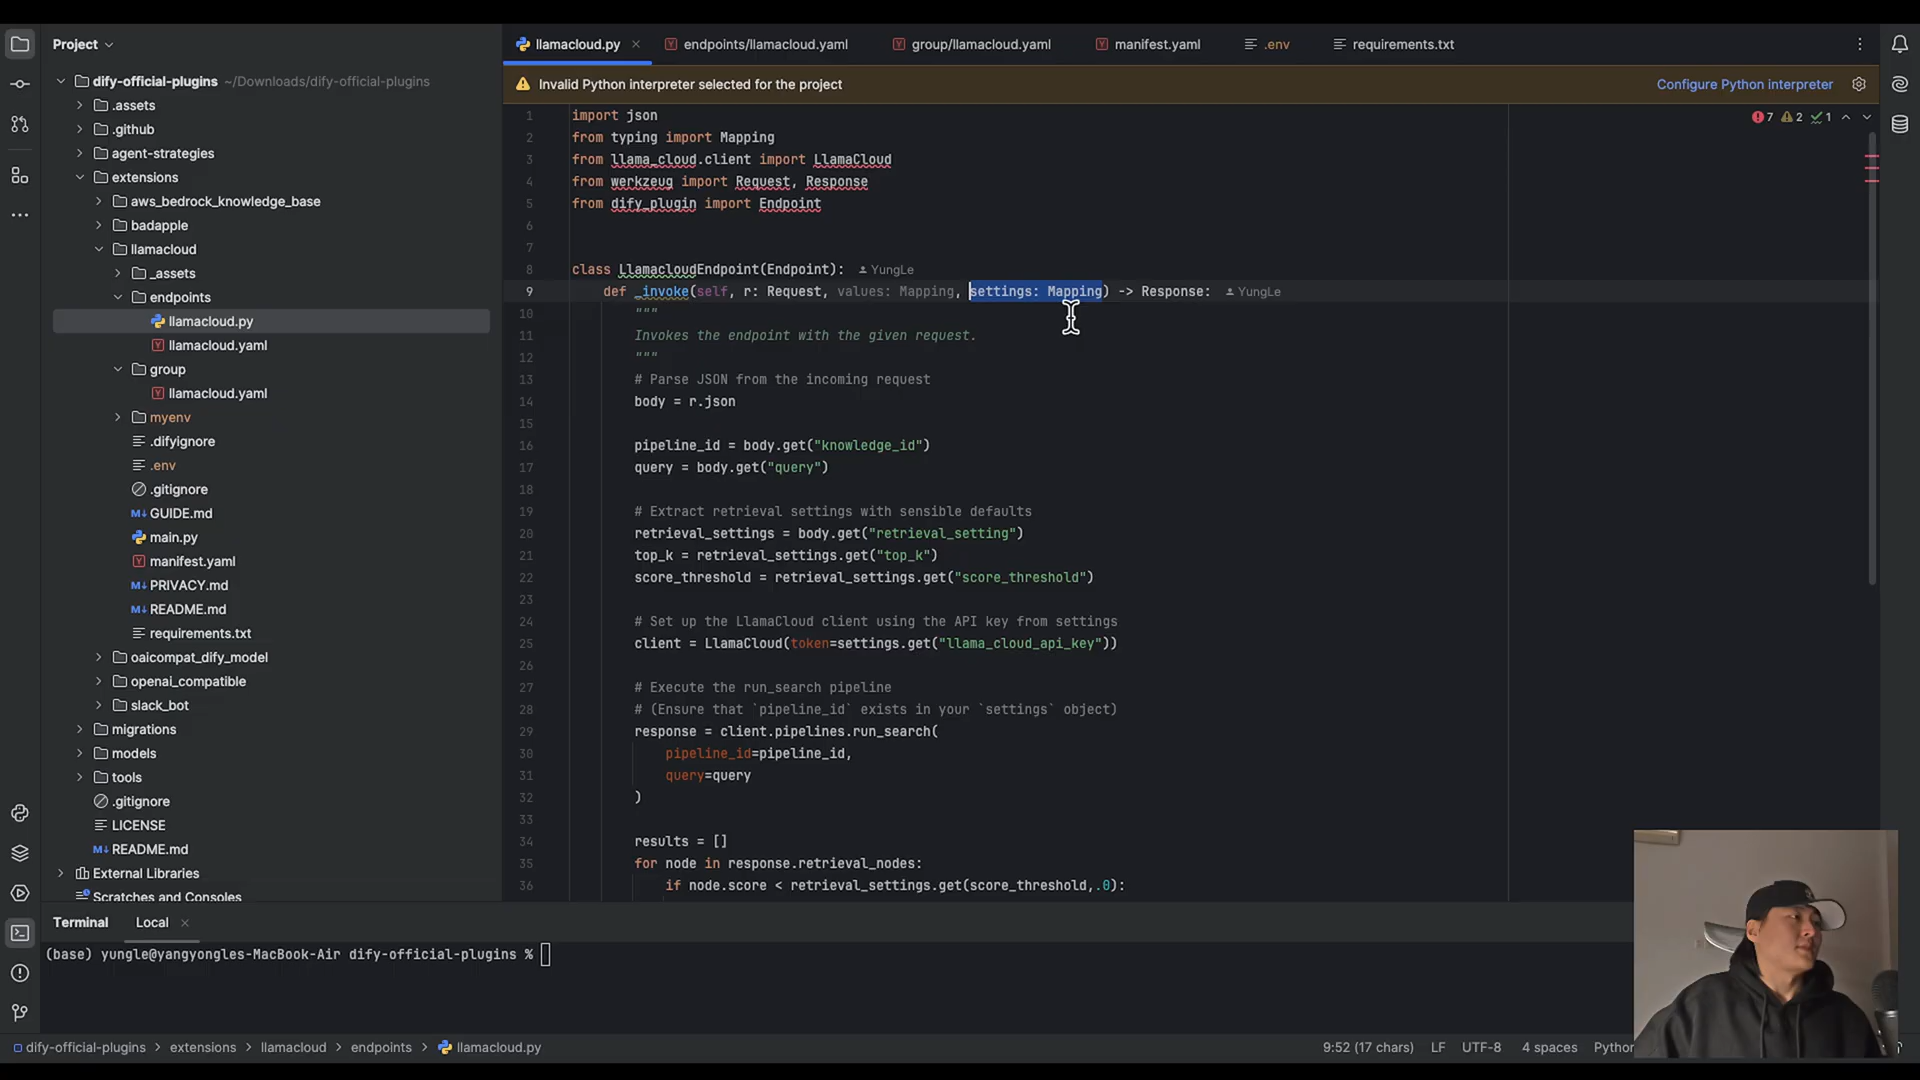 Project
llamacloud.py
endpoints/llamacloud.yaml
group/llamacloud.yaml
manifest.yaml
.env
requirements.txt
dify-official-plugins ~/Downloads/dify-official-plugins
.assets
.github
agent-strategies
extensions
aws_bedrock_knowledge_base
badapple
llamacloud
_assets
endpoints
llamacloud.py
llamacloud.yaml
group
llamacloud.yaml
myenv
.difyignore
.env
.gitignore
M↓ GUIDE.md
main.py
manifest.yaml
M↓ PRIVACY.md
M↓ README.md
requirements.txt
oaicompat_dify_model
openai_compatible
slack_bot
migrations
models
tools
.gitignore
LICENSE
M↓ README.md
External Libraries
Scratches and Consoles
Invalid Python interpreter selected for the project
Configure Python interpreter
7 2 1
1 import json
2 from typing import Mapping
3 from llama_cloud.client import LlamaCloud
4 from werkzeug import Request, Response
5 from dify_plugin import Endpoint
6
7
8 class LlamacloudEndpoint(Endpoint): YungLe
9 def _invoke(self, r: Request, values: Mapping, settings: Mapping) -> Response: YungLe
10 """
11 Invokes the endpoint with the given request.
12 """
13 # Parse JSON from the incoming request
14 body = r.json
15
16 pipeline_id = body.get("knowledge_id")
17 query = body.get("query")
18
19 # Extract retrieval settings with sensible defaults
20 retrieval_settings = body.get("retrieval_setting")
21 top_k = retrieval_settings.get("top_k")
22 score_threshold = retrieval_settings.get("score_threshold")
23
24 # Set up the LlamaCloud client using the API key from settings
25 client = LlamaCloud(token=settings.get("llama_cloud_api_key"))
26
27 # Execute the run_search pipeline
28 # (Ensure that `pipeline_id` exists in your `settings` object)
29 response = client.pipelines.run_search(
30 pipeline_id=pipeline_id,
31 query=query
32 )
33
34 results = []
35 for node in response.retrieval_nodes:
36 if node.score < retrieval_settings.get(score_threshold,.0):
Terminal
Local
(base) yungle@yangyongles-MacBook-Air dify-official-plugins %
dify-official-plugins > extensions > llamacloud > endpoints > llamacloud.py
9:52 (17 chars)
LF
UTF-8
4 spaces
Python